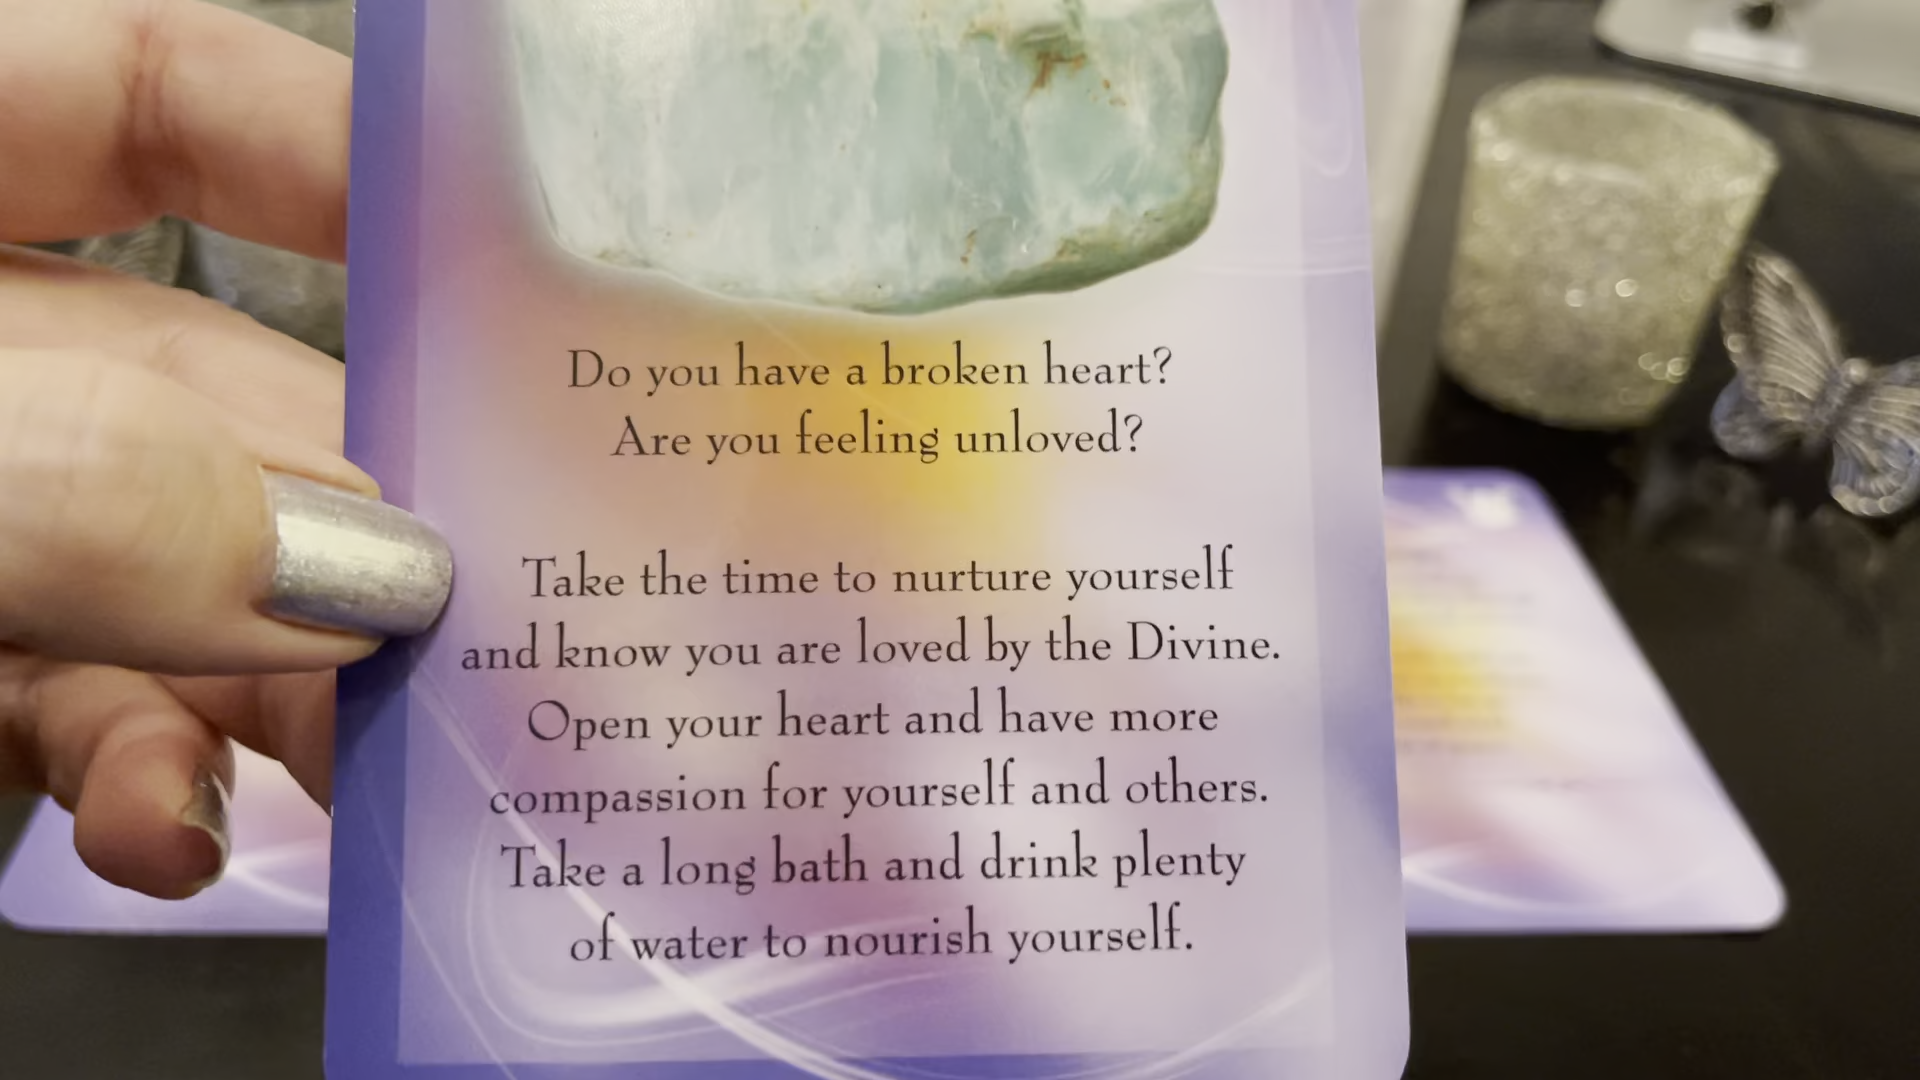 Do you have a broken heart?
Are you feeling unloved?
Take the time to nurture yourself
and know you are loved by the Divine.
Open your heart and have more
compassion for yourself and others.
Take a long bath and drink plenty
of water to nourish yourself.